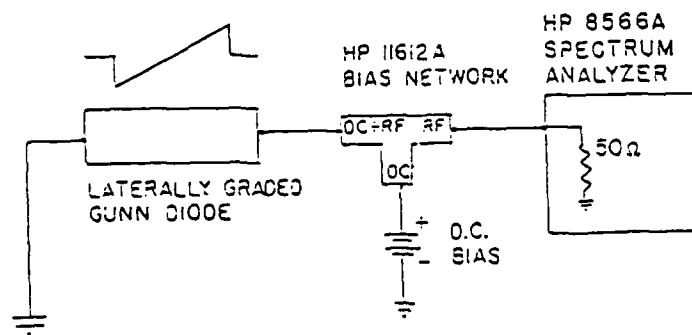 HP 11612A
BIAS NETWORK
HP 8566A
SPECTRUM
ANALYZER
DC+RF RF
DC
50Ω
LATERALLY GRADED
GUNN DIODE
+
-
D.C.
BIAS